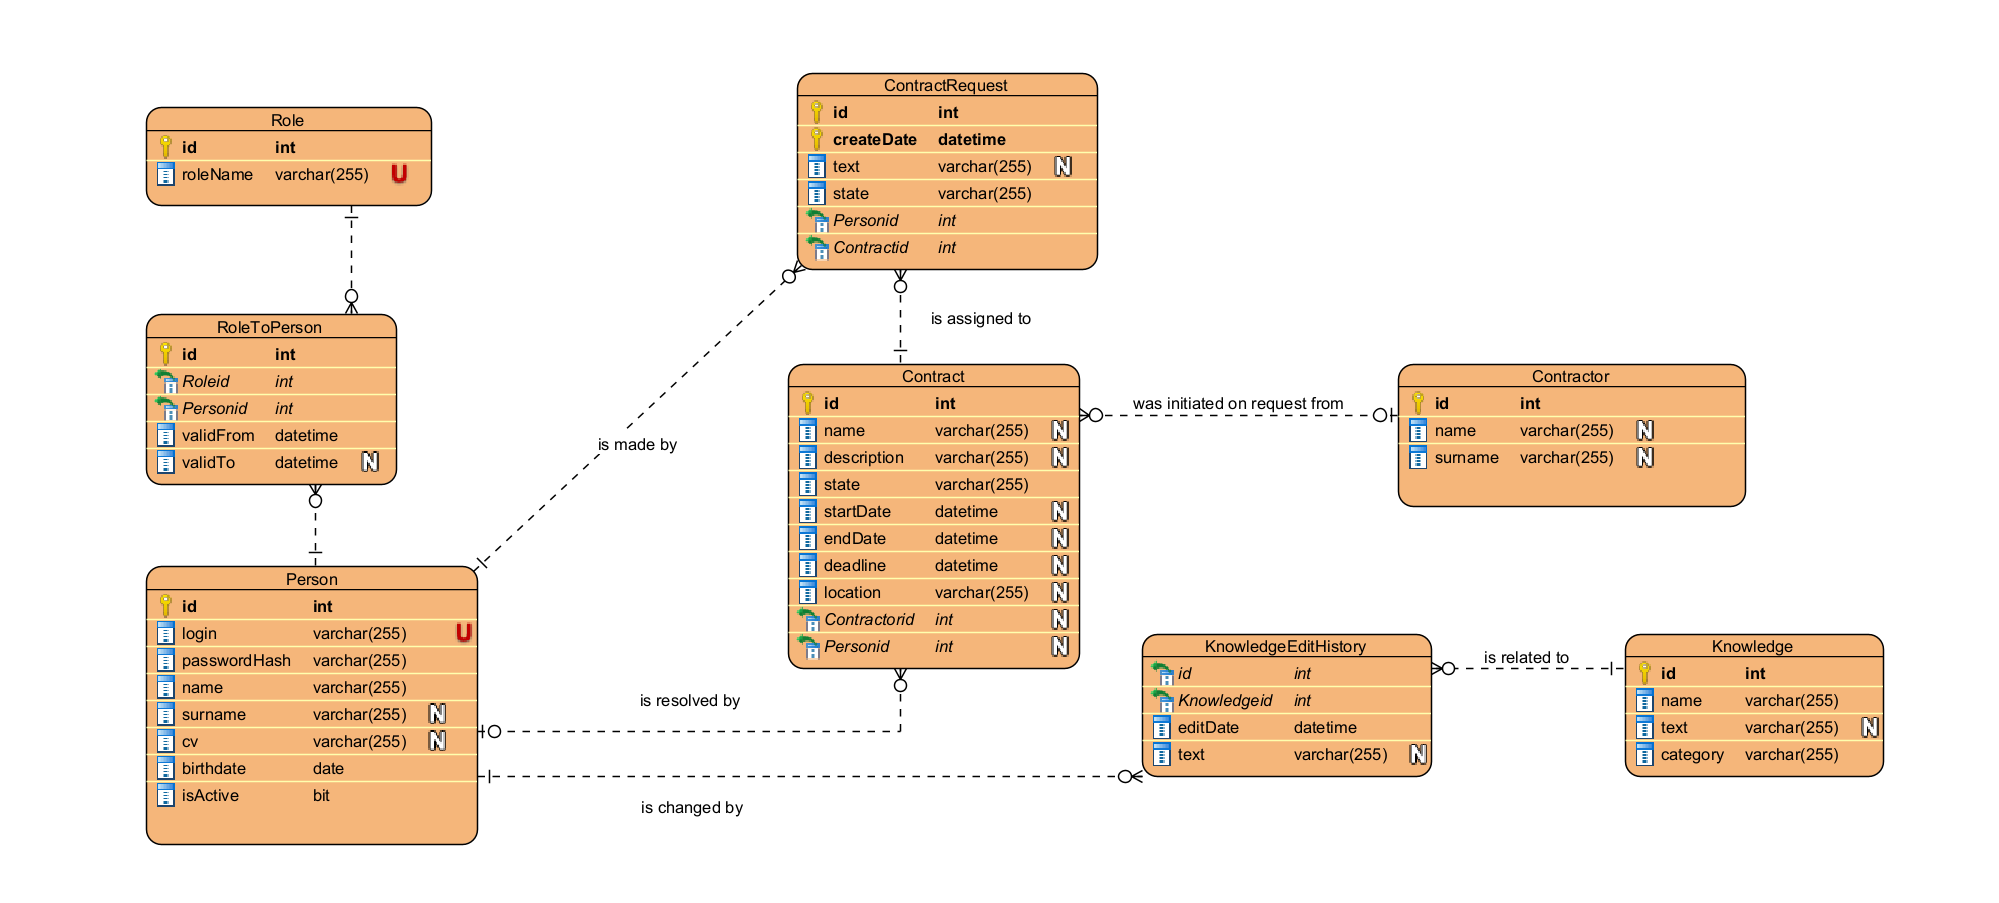 Role
id int
roleName varchar(255) U
RoleToPerson
id int
Roleid int
Personid int
validFrom datetime
validTo datetime N
Person
id int
login varchar(255) U
passwordHash varchar(255)
name varchar(255)
surname varchar(255) N
cv varchar(255) N
birthdate date
isActive bit
ContractRequest
id int
createDate datetime
text varchar(255) N
state varchar(255)
Personid int
Contractid int
is made by
is assigned to
Contract
id int
name varchar(255) N
description varchar(255) N
state varchar(255)
startDate datetime N
endDate datetime N
deadline datetime N
location varchar(255) N
Contractorid int N
Personid int N
was initiated on request from
Contractor
id int
name varchar(255) N
surname varchar(255) N
is resolved by
is changed by
KnowledgeEditHistory
id int
Knowledgeid int
editDate datetime
text varchar(255) N
is related to
Knowledge
id int
name varchar(255)
text varchar(255) N
category varchar(255)